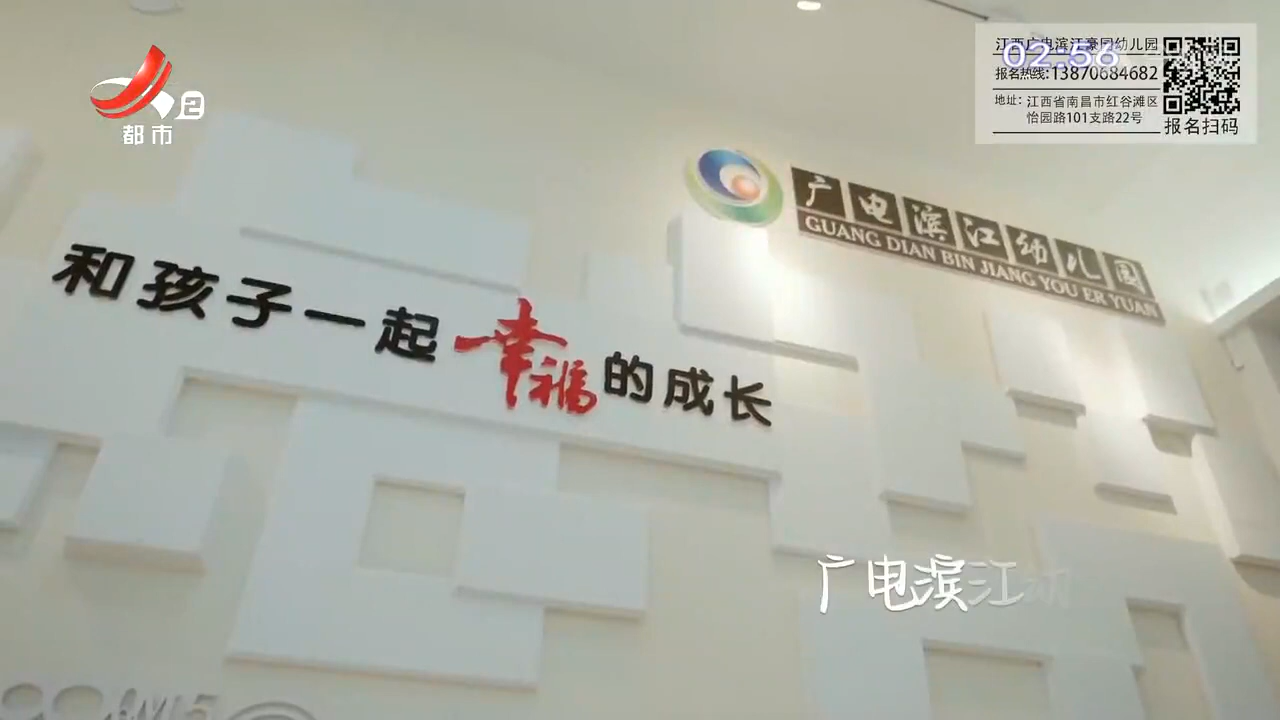 都市
2
02:56
江西广电滨江豪园幼儿园
报名热线:13870684682
地址:江西省南昌市红谷滩区
怡园路101支路22号
报名扫码
广电滨江幼儿园
GUANG DIAN BIN JIANG YOU ER YUAN
和孩子一起幸福的成长
广电滨江